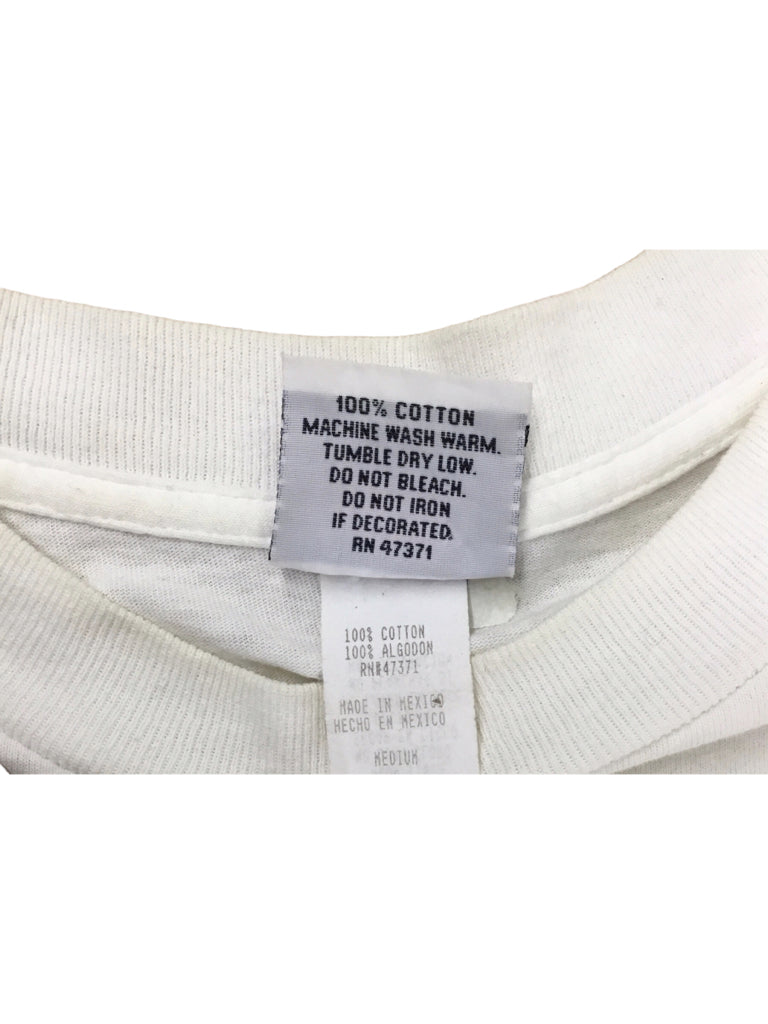 100% COTTON
MACHINE WASH WARM.
TUMBLE DRY LOW.
DO NOT BLEACH.
DO NOT IRON
IF DECORATED.
RN 47371
100% COTTON
100% ALGODON
RN#47371
MADE IN MEXICO
HECHO EN MEXICO
MEDIUM